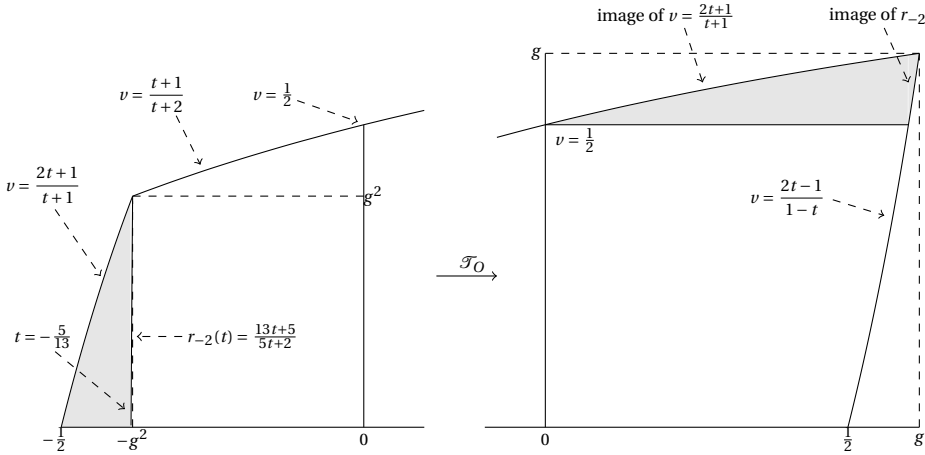 image of v = (2t+1)/(t+1)
image of r₋₂
g
v = (t+1)/(t+2)
v = 1/2
v = 1/2
v = (2t+1)/(t+1)
g²
v = (2t−1)/(1−t)
𝒯_O
t = −5/13
r₋₂(t) = (13t+5)/(5t+2)
−1/2
−g²
0
0
1/2
g